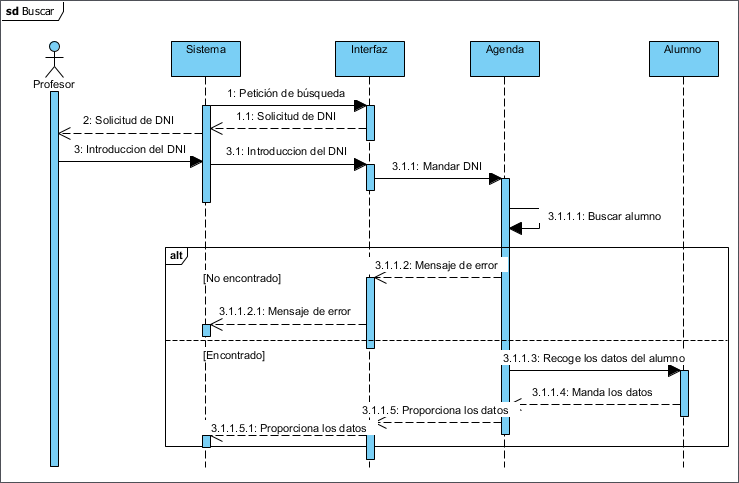 sd Buscar
Sistema
Interfaz
Agenda
Alumno
Profesor
1: Petición de búsqueda
1.1: Solicitud de DNI
2: Solicitud de DNI
3: Introduccion del DNI
3.1: Introduccion del DNI
3.1.1: Mandar DNI
3.1.1.1: Buscar alumno
alt
3.1.1.2: Mensaje de error
[No encontrado]
3.1.1.2.1: Mensaje de error
[Encontrado]
3.1.1.3: Recoge los datos del alumno
3.1.1.4: Manda los datos
3.1.1.5: Proporciona los datos
3.1.1.5.1: Proporciona los datos